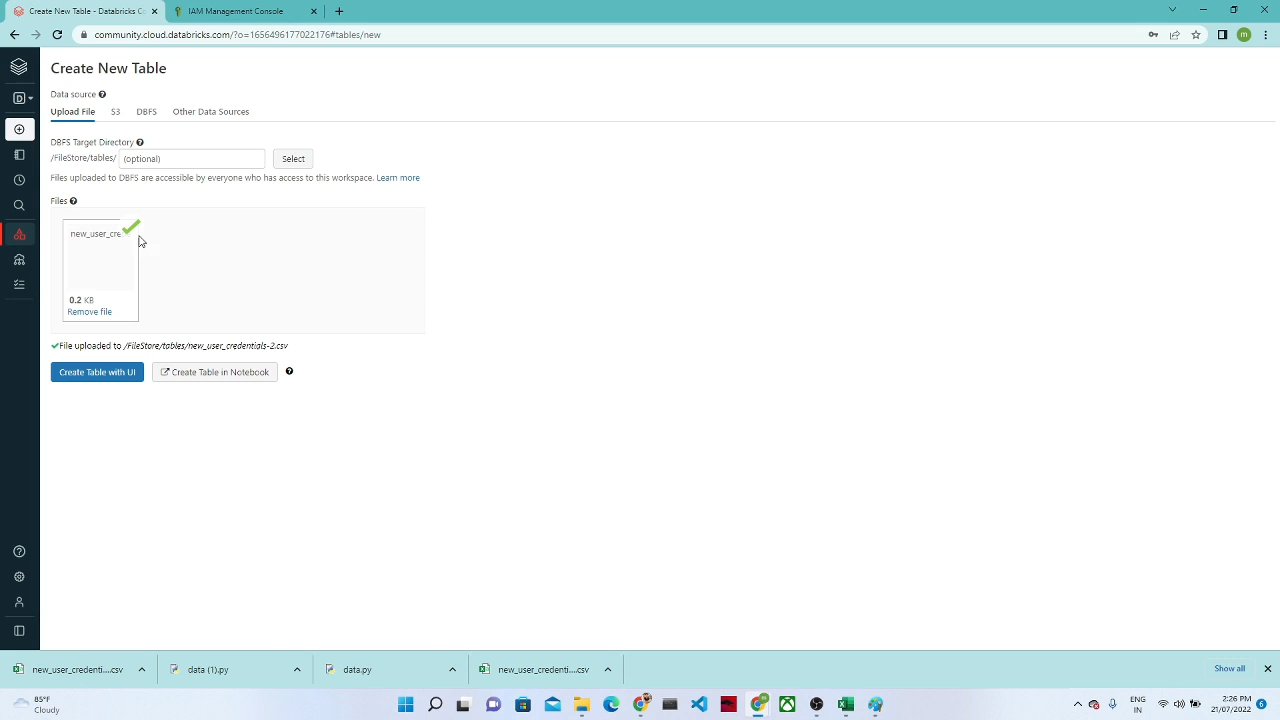 Create New Table - Databricks C
IAM Management Console
community.cloud.databricks.com/?o=1656496177022176#tables/new
Create New Table
Data source
Upload File S3 DBFS Other Data Sources
DBFS Target Directory
/FileStore/tables/ (optional) Select
Files uploaded to DBFS are accessible by everyone who has access to this workspace. Learn more
Files
new_user_cre
0.2 KB
Remove file
File uploaded to /FileStore/tables/new_user_credentials-2.csv
Create Table with UI Create Table in Notebook
new_user_credenti....csv data (1).py data.py new_user_credenti....csv Show all
85°F
Cloudy
ENG
IN
2:26 PM
21/07/2022